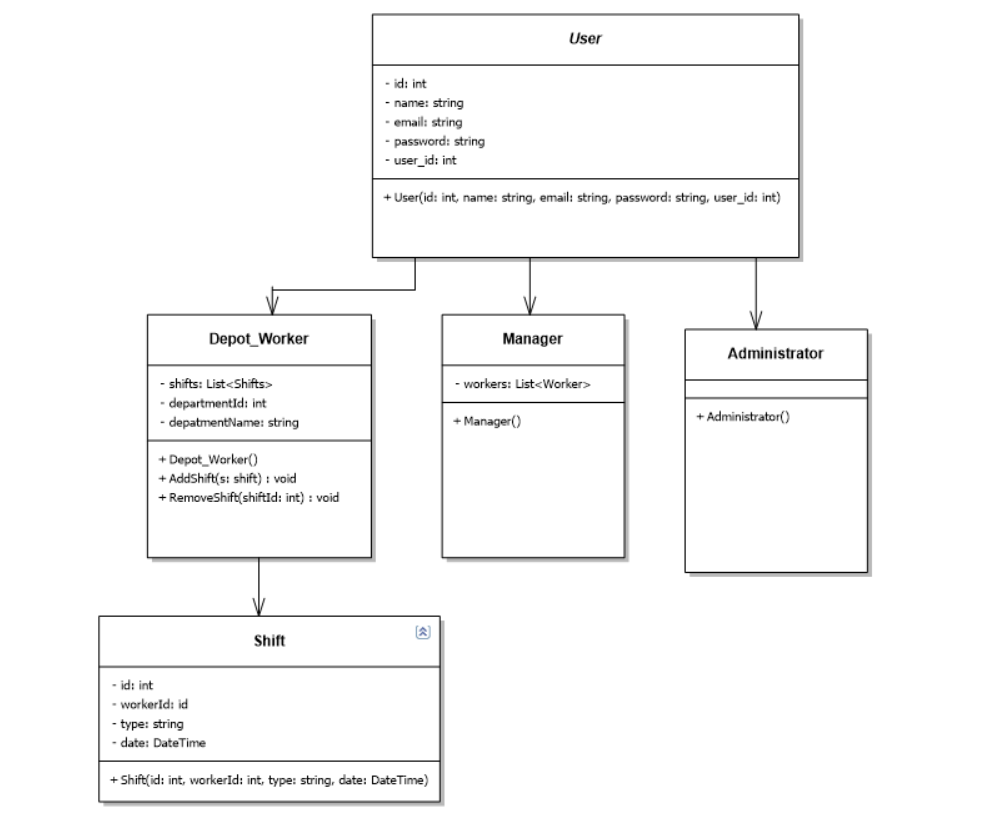 User
- id: int
- name: string
- email: string
- password: string
- user_id: int
+ User(id: int, name: string, email: string, password: string, user_id: int)
Depot_Worker
- shifts: List<Shifts>
- departmentId: int
- depatmentName: string
+ Depot_Worker()
+ AddShift(s: shift) : void
+ RemoveShift(shiftId: int) : void
Manager
- workers: List<Worker>
+ Manager()
Administrator
+ Administrator()
Shift
- id: int
- workerId: id
- type: string
- date: DateTime
+ Shift(id: int, workerId: int, type: string, date: DateTime)